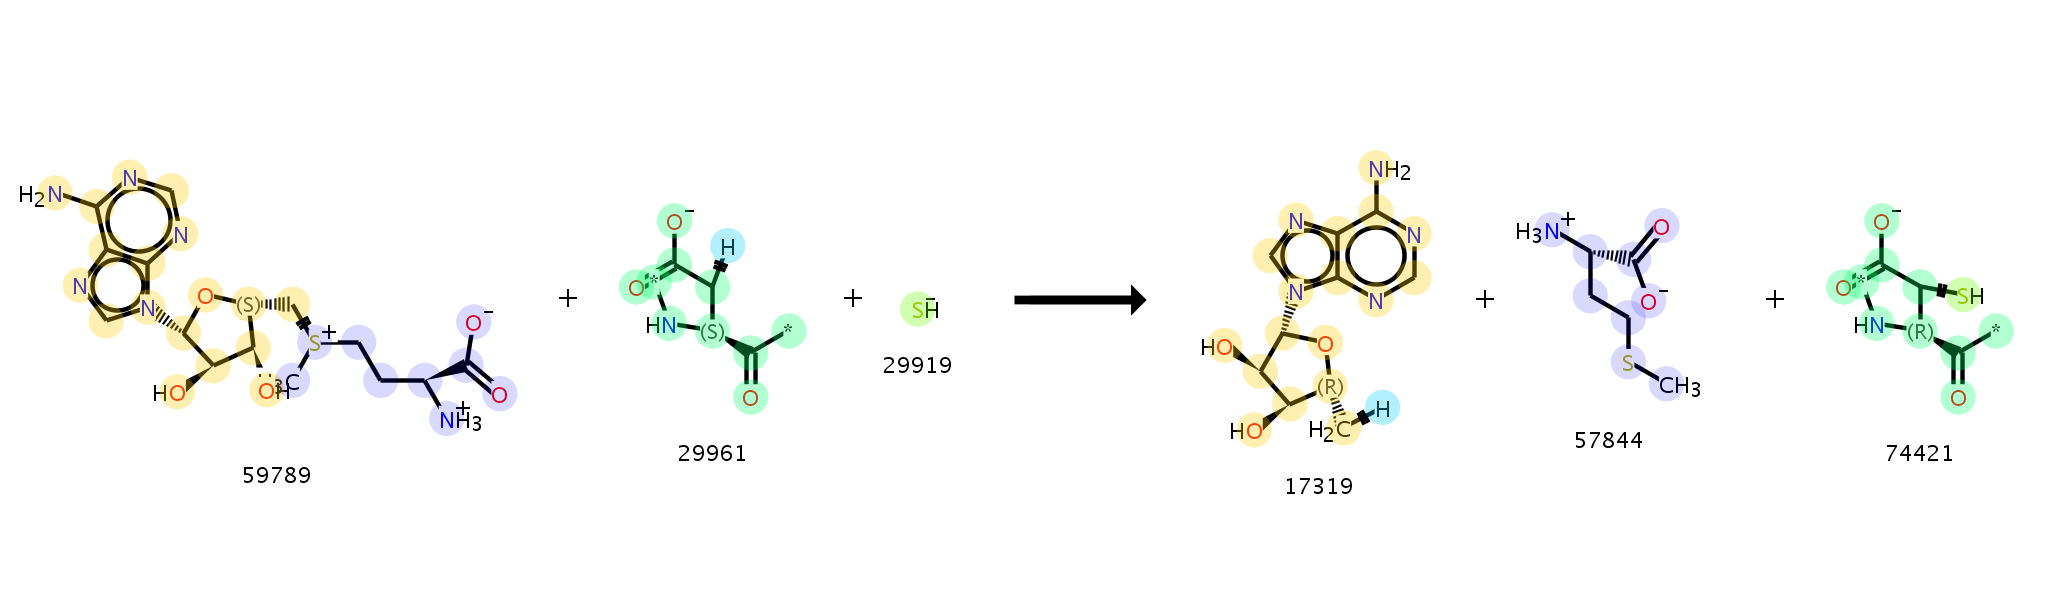 H2N N N N N O (S) HO OH H3C S+ O- O NH3+ + O- H O * HN (S) * O + SH- NH2 N N N N HO O (R) HO H2C H + H3N+ O O- S CH3 + O- O * SH HN (R) * O
59789 29961 29919 17319 57844 74421